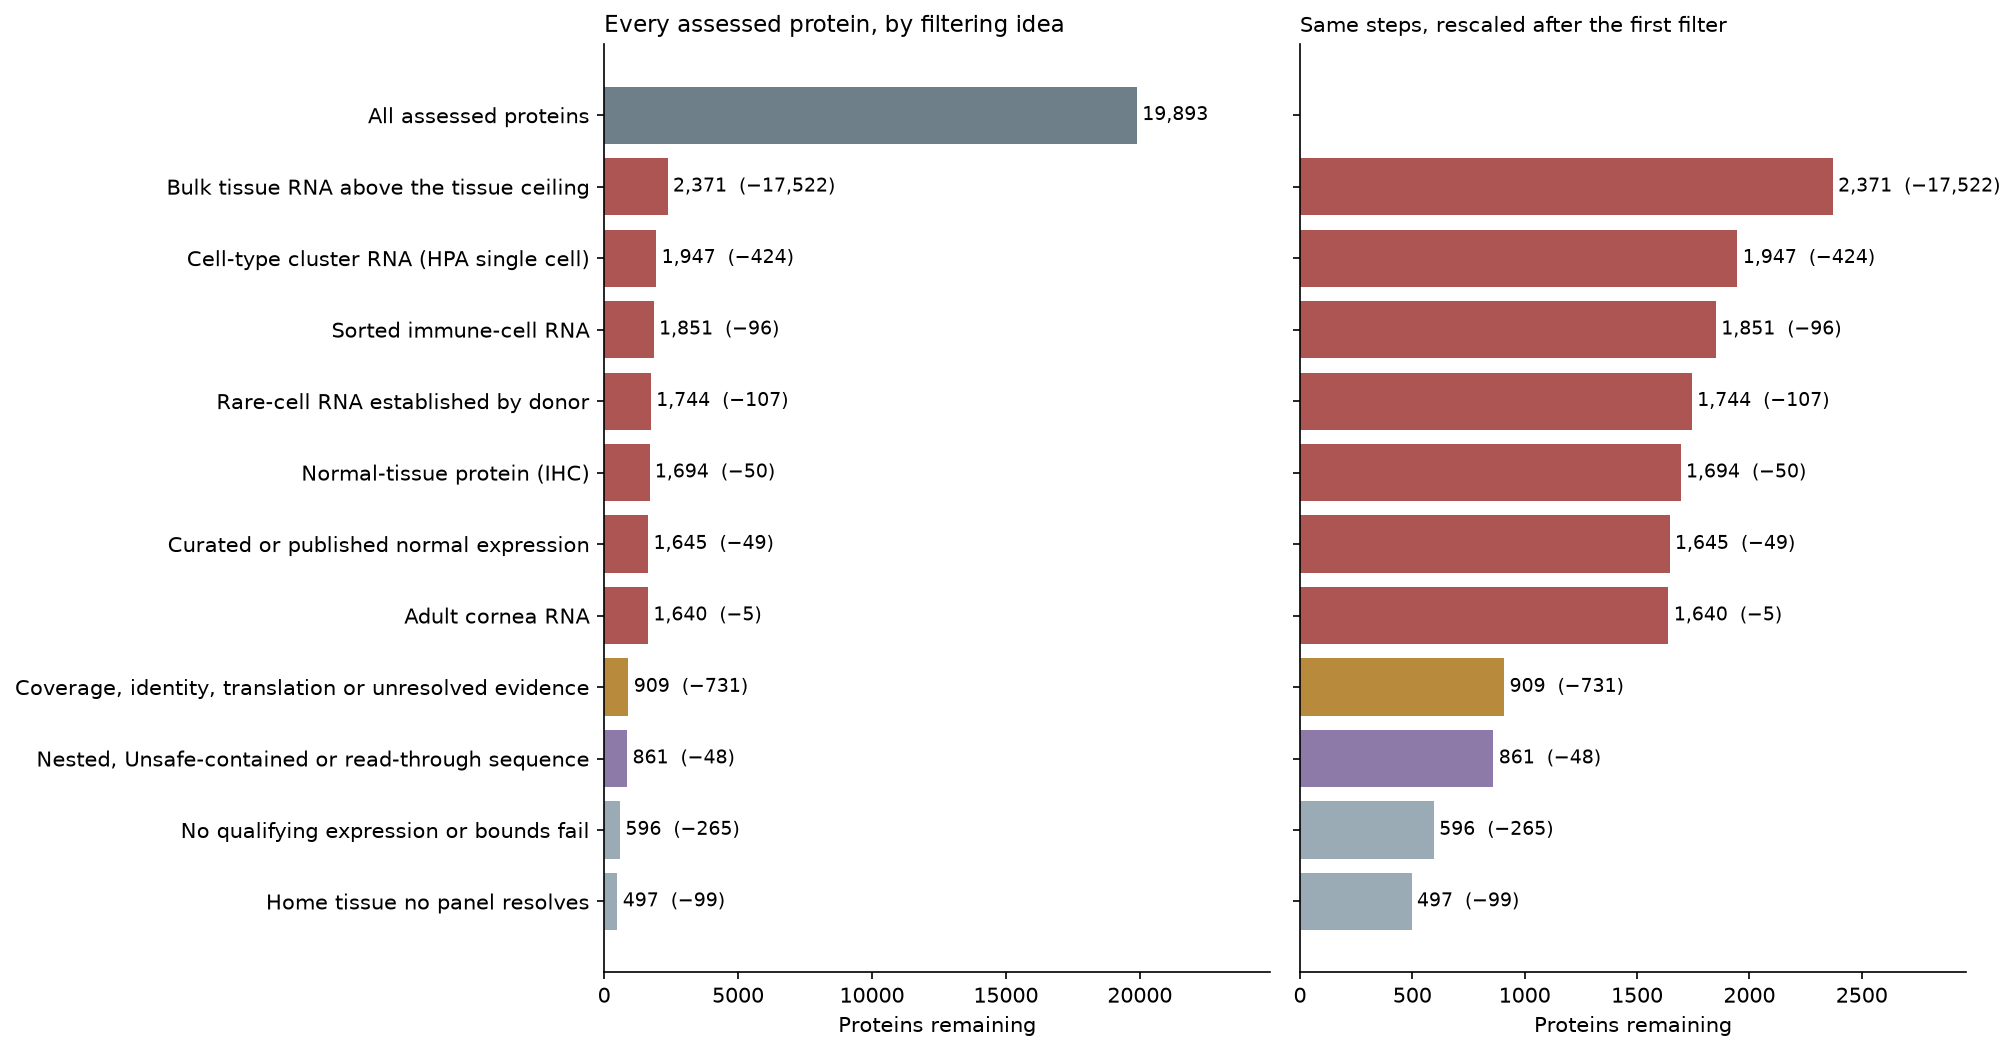 Every assessed protein, by filtering idea
Same steps, rescaled after the first filter
All assessed proteins
19,893
Bulk tissue RNA above the tissue ceiling
2,371 (−17,522)
2,371 (−17,522)
Cell-type cluster RNA (HPA single cell)
1,947 (−424)
1,947 (−424)
Sorted immune-cell RNA
1,851 (−96)
1,851 (−96)
Rare-cell RNA established by donor
1,744 (−107)
1,744 (−107)
Normal-tissue protein (IHC)
1,694 (−50)
1,694 (−50)
Curated or published normal expression
1,645 (−49)
1,645 (−49)
Adult cornea RNA
1,640 (−5)
1,640 (−5)
Coverage, identity, translation or unresolved evidence
909 (−731)
909 (−731)
Nested, Unsafe-contained or read-through sequence
861 (−48)
861 (−48)
No qualifying expression or bounds fail
596 (−265)
596 (−265)
Home tissue no panel resolves
497 (−99)
497 (−99)
0 5000 10000 15000 20000
0 500 1000 1500 2000 2500
Proteins remaining
Proteins remaining